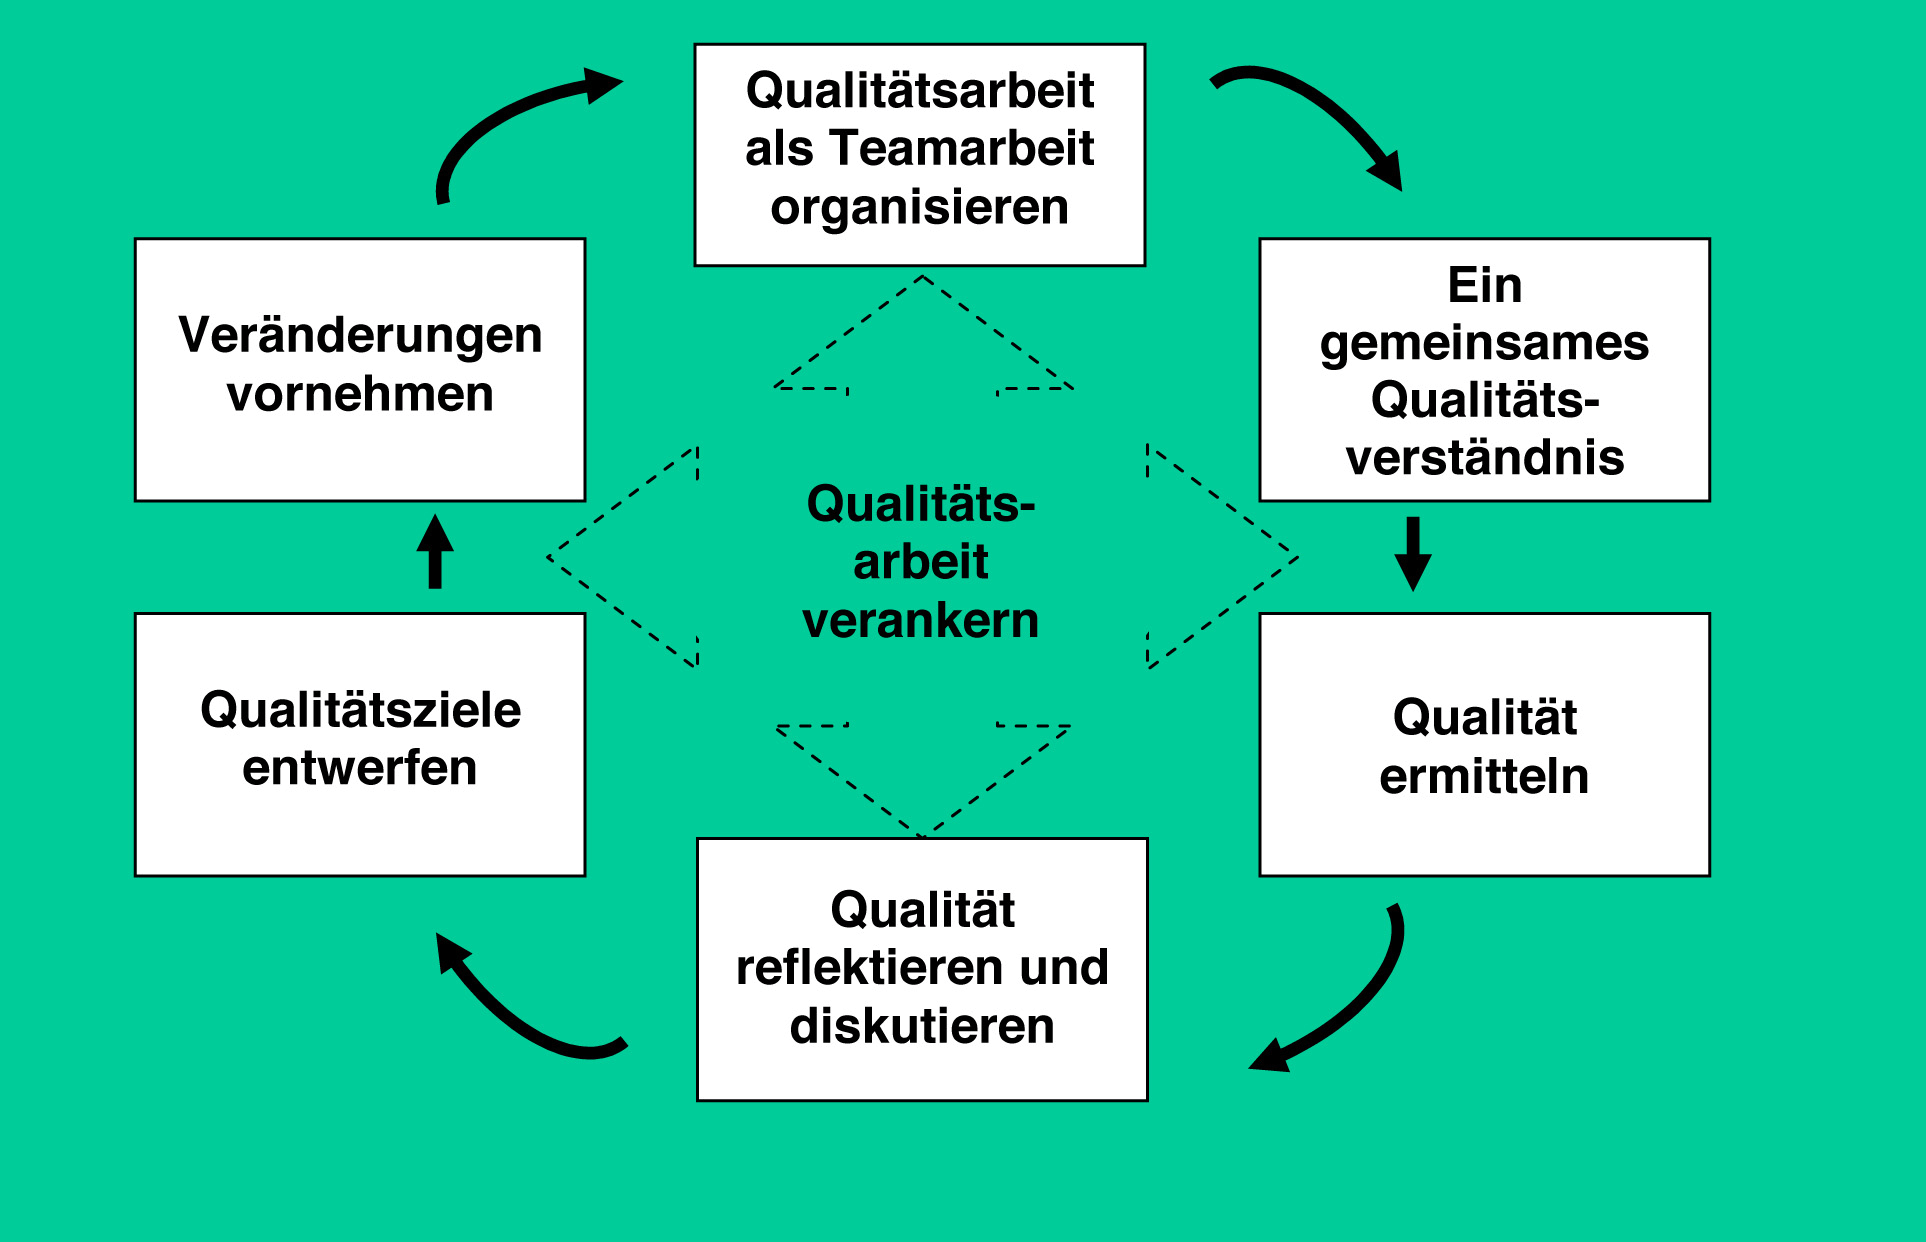 Qualitätsarbeit
als Teamarbeit
organisieren
Ein
gemeinsames
Qualitäts-
verständnis
Veränderungen
vornehmen
Qualitäts-
arbeit
verankern
Qualitätsziele
entwerfen
Qualität
ermitteln
Qualität
reflektieren und
diskutieren